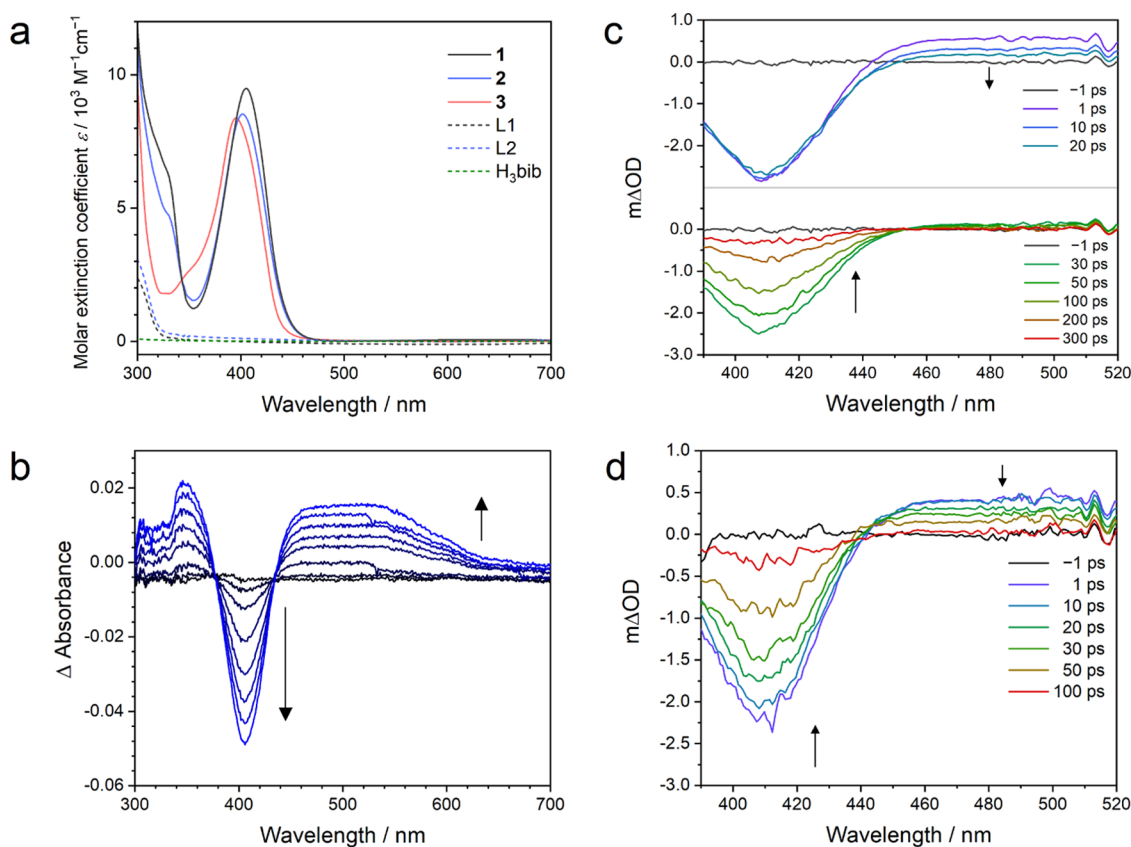 a
Molar extinction coefficient ε / 10³ M⁻¹cm⁻¹
10
5
0
300 400 500 600 700
Wavelength / nm
1
2
3
L1
L2
H₃bib
b
Δ Absorbance
0.02
0.00
-0.02
-0.04
-0.06
300 400 500 600 700
Wavelength / nm
c
mΔOD
1.0
0.0
-1.0
-2.0
0.0
-1.0
-2.0
-3.0
−1 ps
1 ps
10 ps
20 ps
−1 ps
30 ps
50 ps
100 ps
200 ps
300 ps
400 420 440 460 480 500 520
Wavelength / nm
d
mΔOD
1.0
0.5
0.0
-0.5
-1.0
-1.5
-2.0
-2.5
-3.0
−1 ps
1 ps
10 ps
20 ps
30 ps
50 ps
100 ps
400 420 440 460 480 500 520
Wavelength / nm